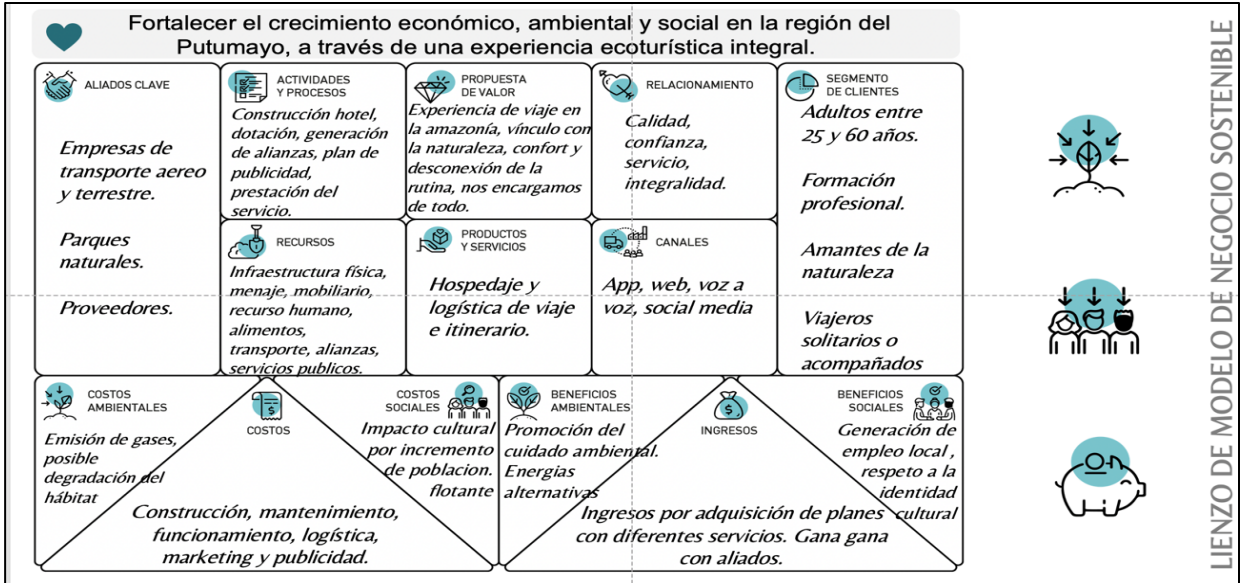 Fortalecer el crecimiento económico, ambiental y social en la región del
Putumayo, a través de una experiencia ecoturística integral.
ALIADOS CLAVE
Empresas de
transporte aereo
y terrestre.
Parques
naturales.
Proveedores.
ACTIVIDADES
Y PROCESOS
Construcción hotel,
dotación, generación
de alianzas, plan de
publicidad,
prestación del
servicio.
RECURSOS
Infraestructura física,
menaje, mobiliario,
recurso humano,
alimentos,
transporte, alianzas,
servicios publicos.
PROPUESTA
DE VALOR
Experiencia de viaje en
la amazonía, vínculo con
la naturaleza, confort y
desconexión de la
rutina, nos encargamos
de todo.
PRODUCTOS
Y SERVICIOS
Hospedaje y
logística de viaje
e itinerario.
RELACIONAMIENTO
Calidad,
confianza,
servicio,
integralidad.
CANALES
App, web, voz a
voz, social media
SEGMENTO
DE CLIENTES
Adultos entre
25 y 60 años.
Formación
profesional.
Amantes de la
naturaleza
Viajeros
solitarios o
acompañados
COSTOS
AMBIENTALES
Emisión de gases,
posible
degradación del
hábitat
COSTOS
Construcción, mantenimiento,
funcionamiento, logística,
marketing y publicidad.
COSTOS
SOCIALES
Impacto cultural
por incremento
de poblacion.
flotante
BENEFICIOS
AMBIENTALES
Promoción del
cuidado ambiental.
Energias
alternativas
INGRESOS
Ingresos por adquisición de planes
con diferentes servicios. Gana gana
con aliados.
BENEFICIOS
SOCIALES
Generación de
empleo local ,
respeto a la
identidad
cultural
LIENZO DE MODELO DE NEGOCIO SOSTENIBLE